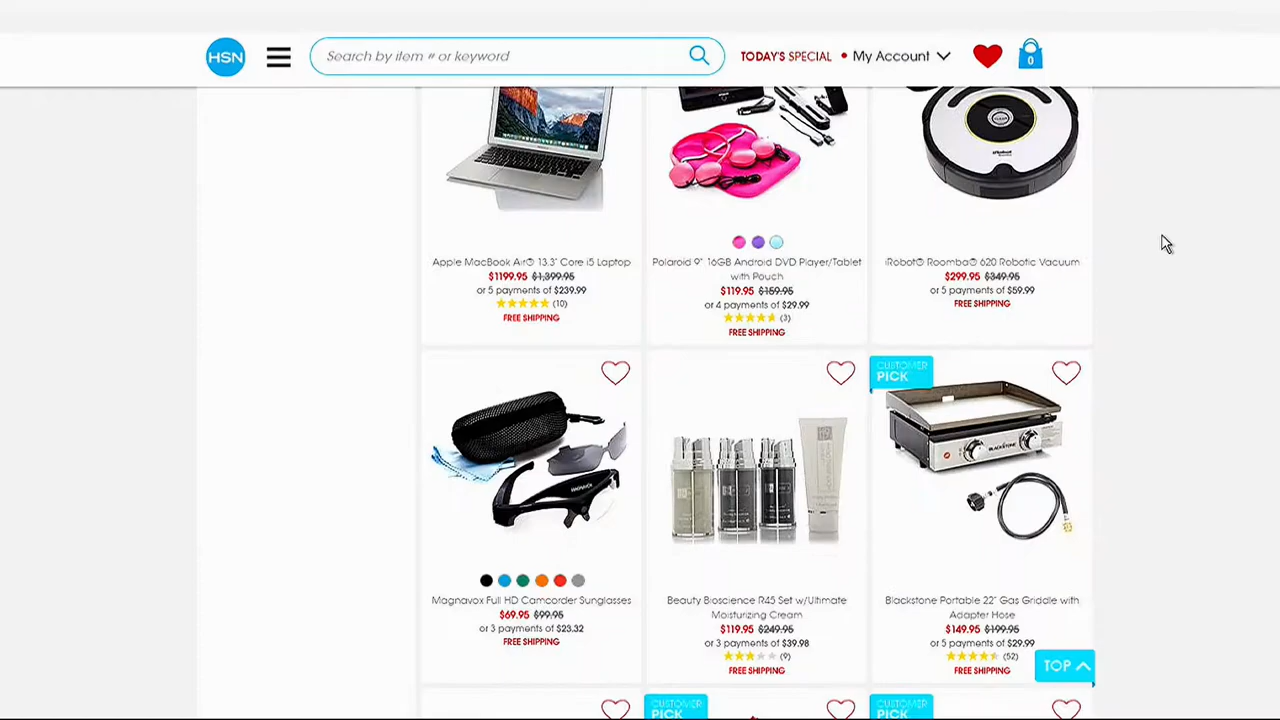 HSN
Search by item # or keyword
TODAY'S SPECIAL
My Account
0
Apple MacBook Air® 13.3" Core i5 Laptop
$1199.95 $1,399.95
or 5 payments of $239.99
(10)
FREE SHIPPING
Polaroid 9" 16GB Android DVD Player/Tablet
with Pouch
$119.95 $159.95
or 4 payments of $29.99
(3)
FREE SHIPPING
CLEAN
iRobot
iRobot® Roomba® 620 Robotic Vacuum
$299.95 $349.95
or 5 payments of $59.99
FREE SHIPPING
MAGNAVOX
Magnavox Full HD Camcorder Sunglasses
$69.95 $99.95
or 3 payments of $23.32
FREE SHIPPING
Beauty Bioscience R45 Set w/Ultimate
Moisturizing Cream
$119.95 $249.95
or 3 payments of $39.98
(9)
FREE SHIPPING
CUSTOMER
PICK
BLACKSTONE
Blackstone Portable 22" Gas Griddle with
Adapter Hose
$149.95 $199.95
or 5 payments of $29.99
(52)
FREE SHIPPING
TOP
CUSTOMER
PICK
CUSTOMER
PICK